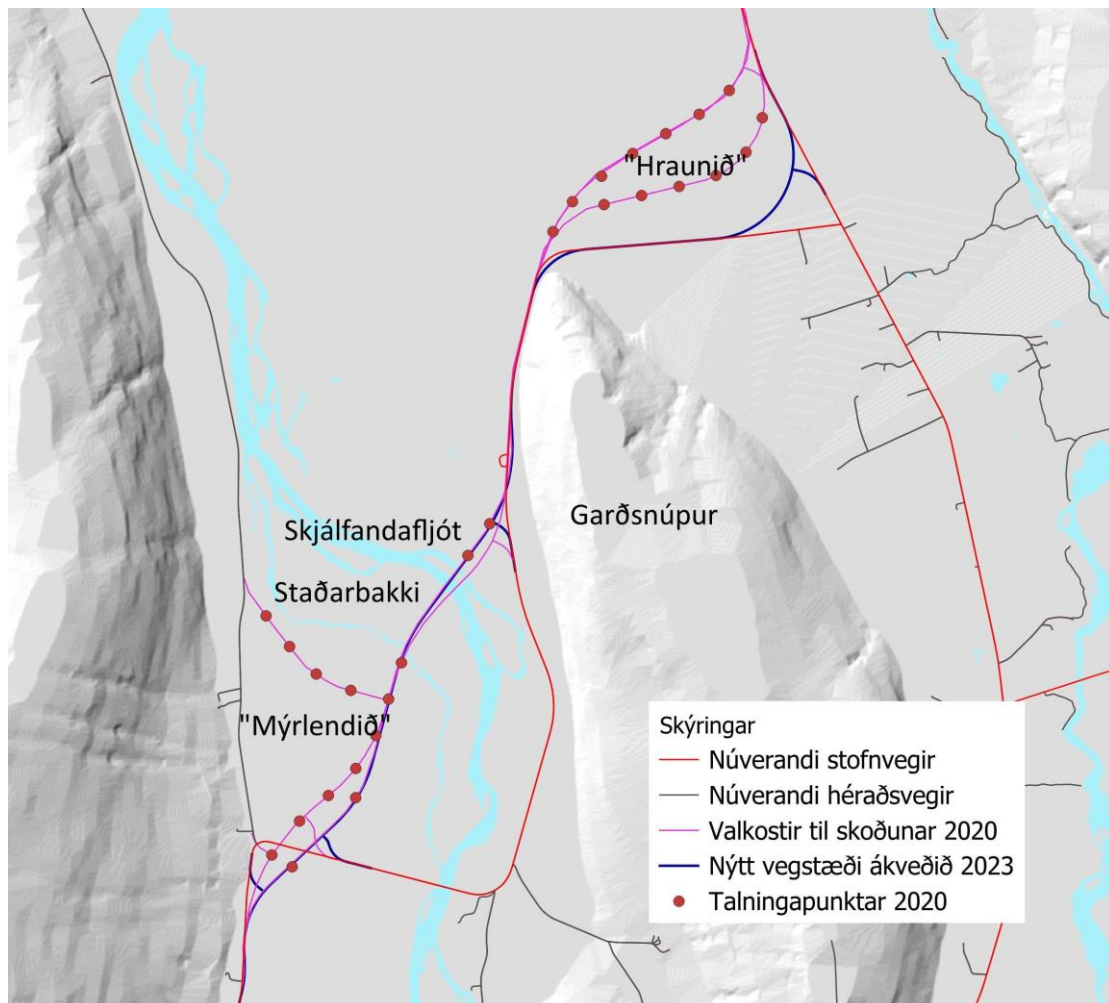 "Hraunið"
Garðsnúpur
Skjálfandafljót
Staðarbakki
"Mýrlendið"
Skýringar
Núverandi stofnvegir
Núverandi héraðsvegir
Valkostir til skoðunar 2020
Nýtt vegstæði ákveðið 2023
Talningapunktar 2020